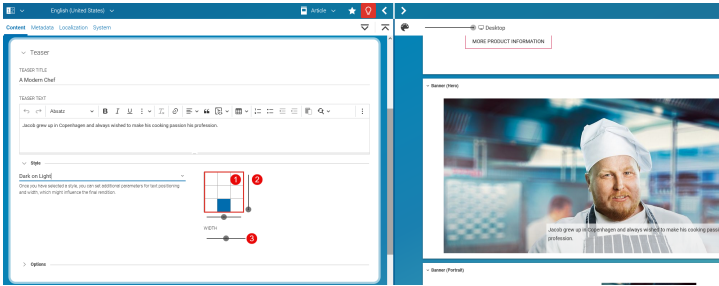 English (United States)
Article
Content Metadata Localization System
Desktop
MORE PRODUCT INFORMATION
Teaser
TEASER TITLE
A Modern Chef
TEASER TEXT
Absatz
B I U
Jacob grew up in Copenhagen and always wished to make his cooking passion his profession.
Style
Dark on Light
Once you have selected a style, you can set additional parameters for text positioning,
and width, which might influence the final rendition.
1
2
WIDTH
3
Options
Banner (Hero)
Jacob grew up in Copenhagen and always wished to make his cooking passi
profession.
Banner (Portrait)